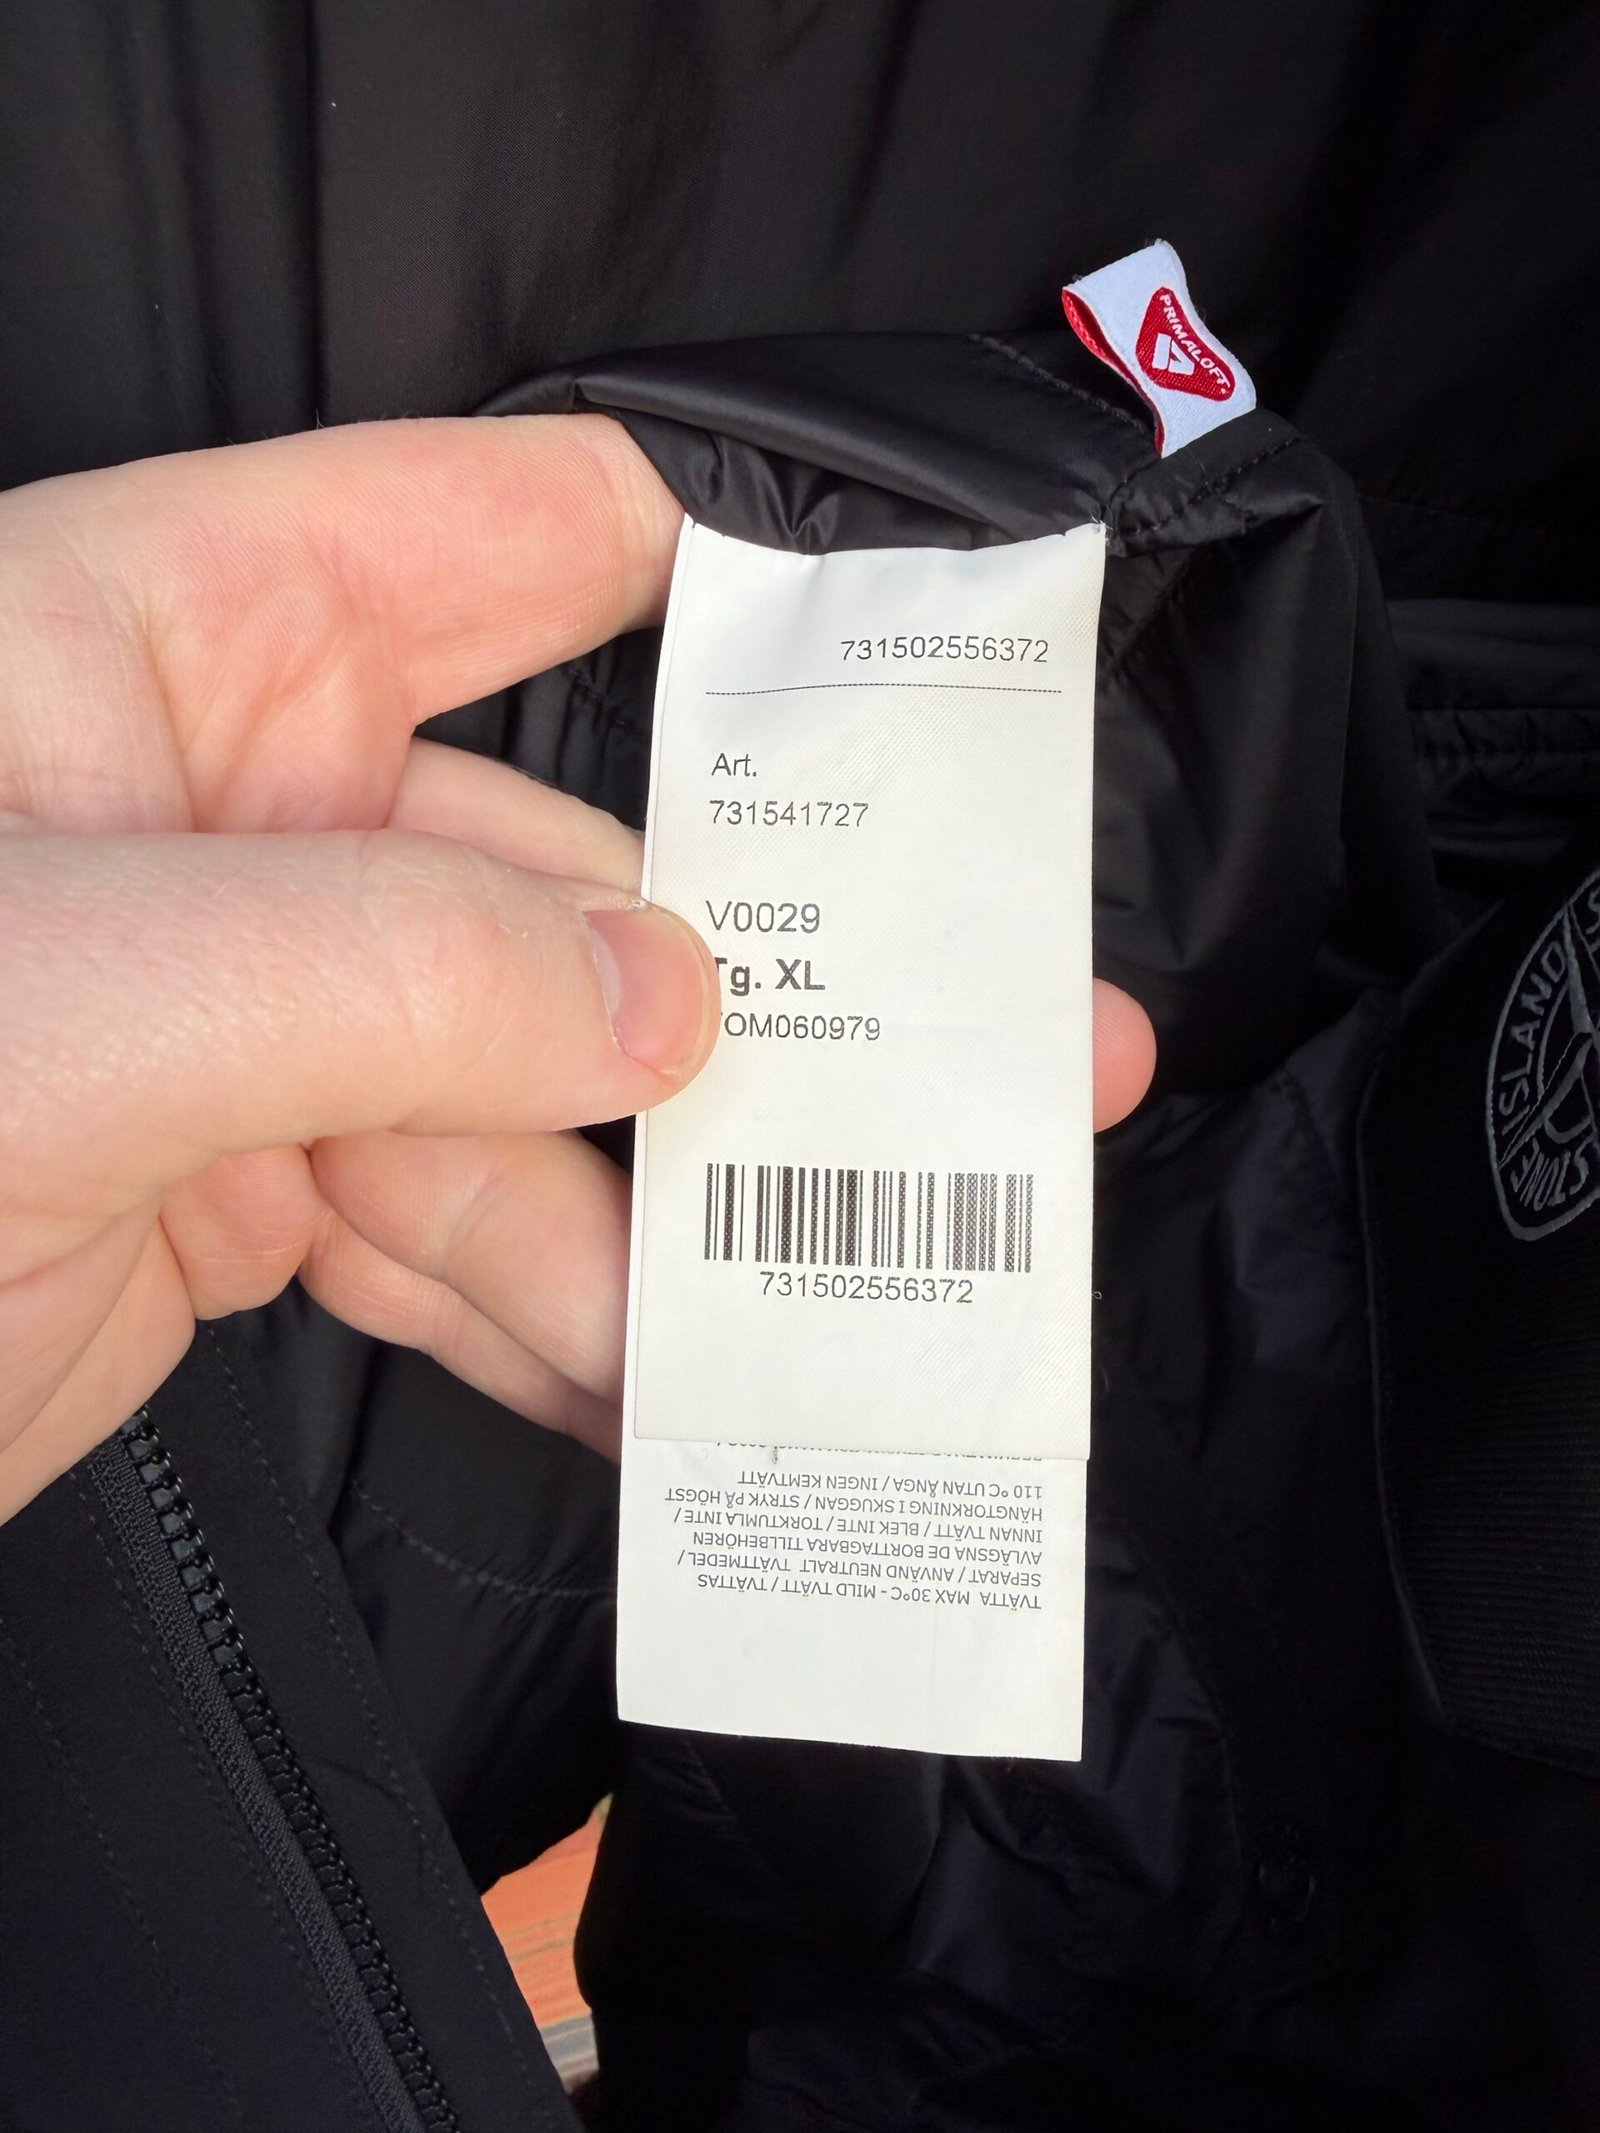 PRIMALOFT.
731502556372
Art.
731541727
V0029
Tg. XL
OM060979
731502556372
ISLAND
STONE
TVÄTTA MAX 30°C - MILD TVÄTT / TVÄTTAS
SEPARAT / ANVÄND NEUTRALT TVÄTTMEDEL /
AVLÄGSNA DE BORTTAGBARA TILLBEHÖREN
INNAN TVÄTT / BLEK INTE / TORKTUMLA INTE /
HÄNGTORKNING I SKUGGAN / STRYK PÅ HÖGST
110 °C UTAN ÅNGA / INGEN KEMTVÄTT